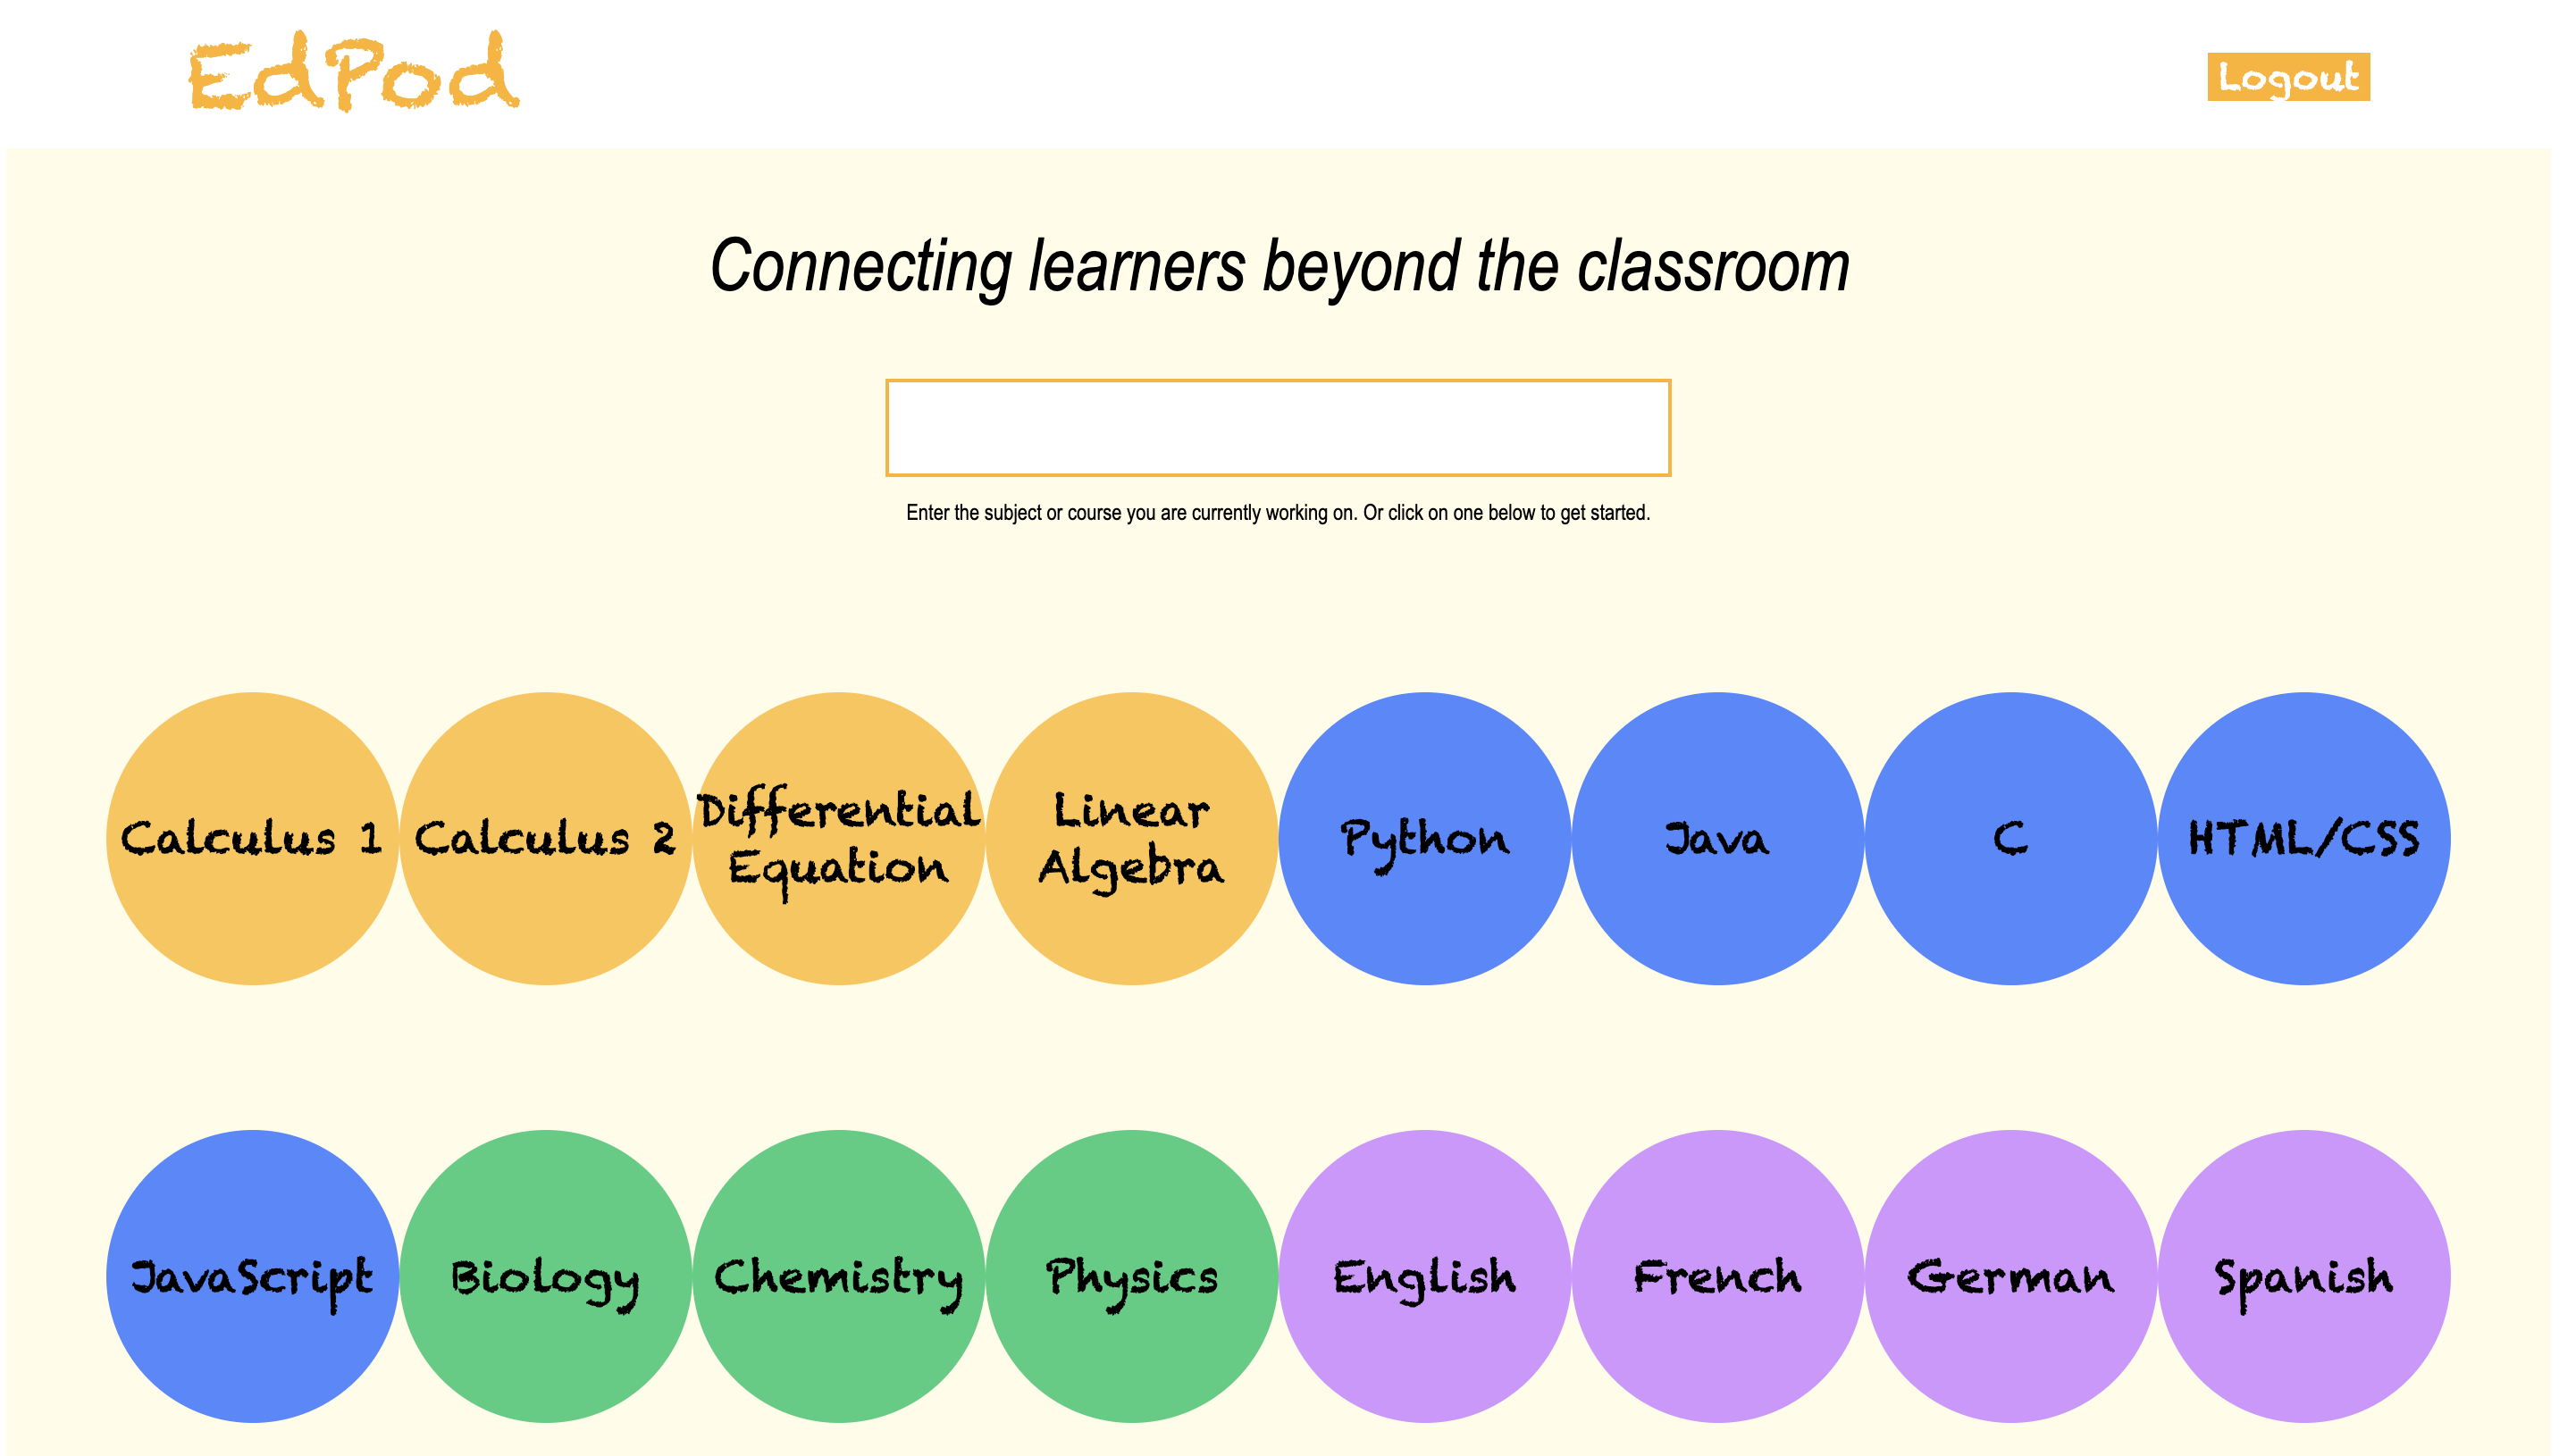 EdPod
Logout
Connecting learners beyond the classroom
Enter the subject or course you are currently working on. Or click on one below to get started.
Calculus 1
Calculus 2
Differential
Equation
Linear
Algebra
Python
Java
C
HTML/CSS
JavaScript
Biology
Chemistry
Physics
English
French
German
Spanish